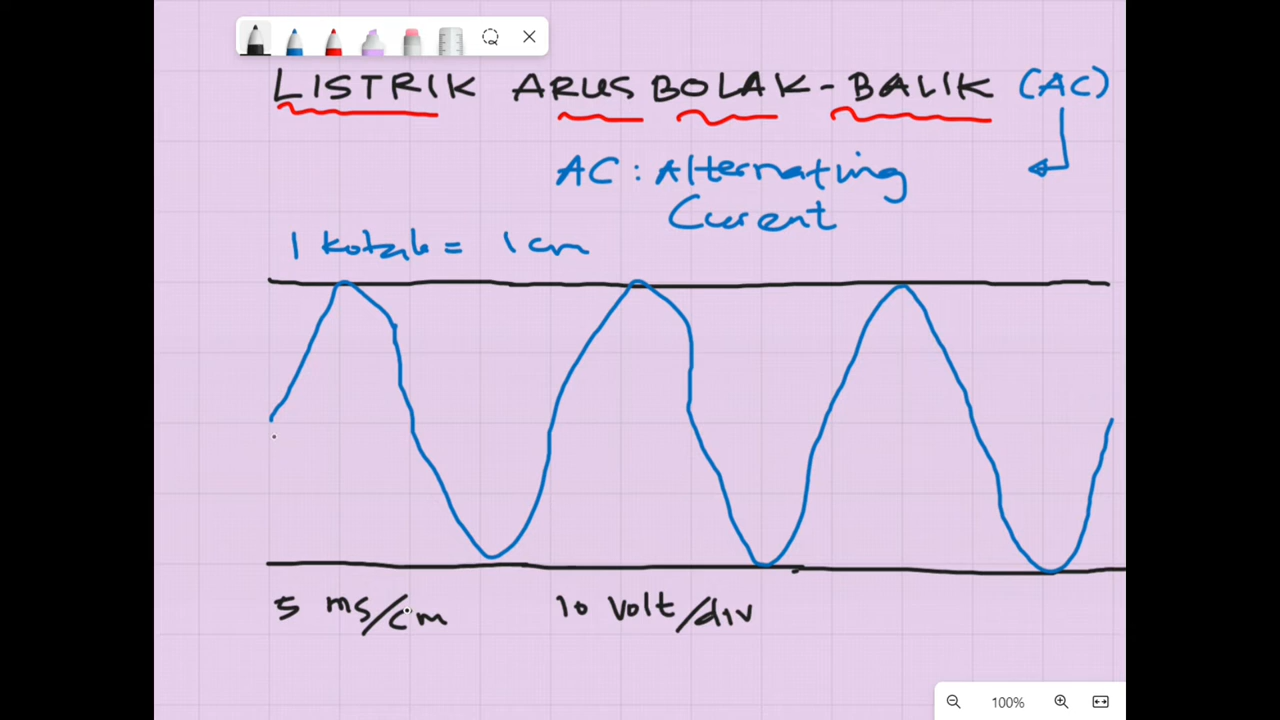 LISTRIK ARUS BOLAK-BALIK (AC)
AC : Alternating
Curent
1 kotak = 1 cm
5 ms/cm
10 volt/div
100%